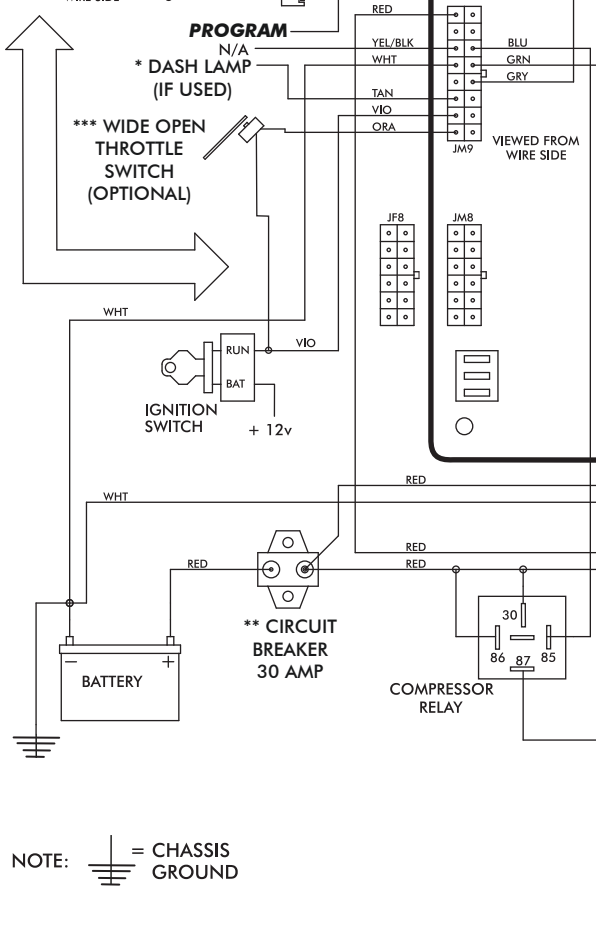 RED
PROGRAM
N/A
YEL/BLK
BLU
* DASH LAMP
WHT
GRN
(IF USED)
GRY
TAN
VIO
*** WIDE OPEN
ORA
THROTTLE
SWITCH
(OPTIONAL)
JM9
VIEWED FROM
WIRE SIDE
JF8
JM8
WHT
RUN
VIO
BAT
IGNITION
SWITCH
+ 12v
RED
WHT
RED
RED
RED
** CIRCUIT
BREAKER
30 AMP
30
86
87
85
–
+
BATTERY
COMPRESSOR
RELAY
NOTE:
= CHASSIS
GROUND